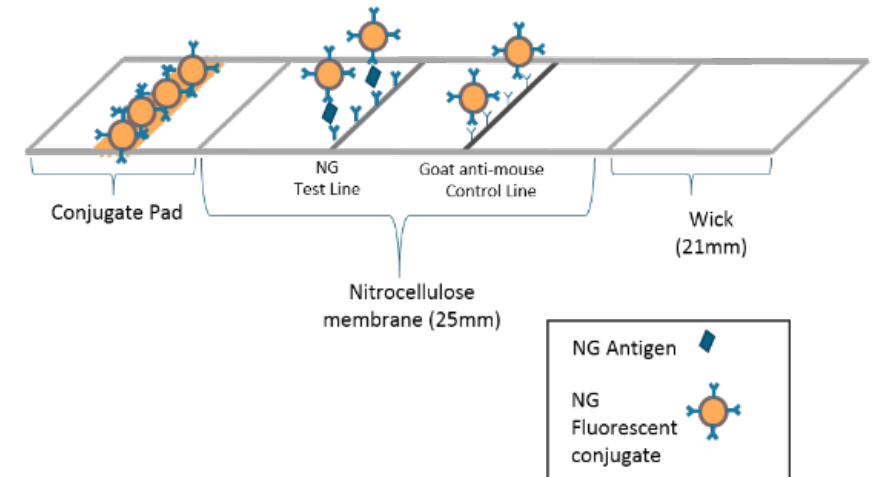 NG
Test Line
Goat anti-mouse
Control Line
Conjugate Pad
Wick
(21mm)
Nitrocellulose
membrane (25mm)
NG Antigen
NG
Fluorescent
conjugate